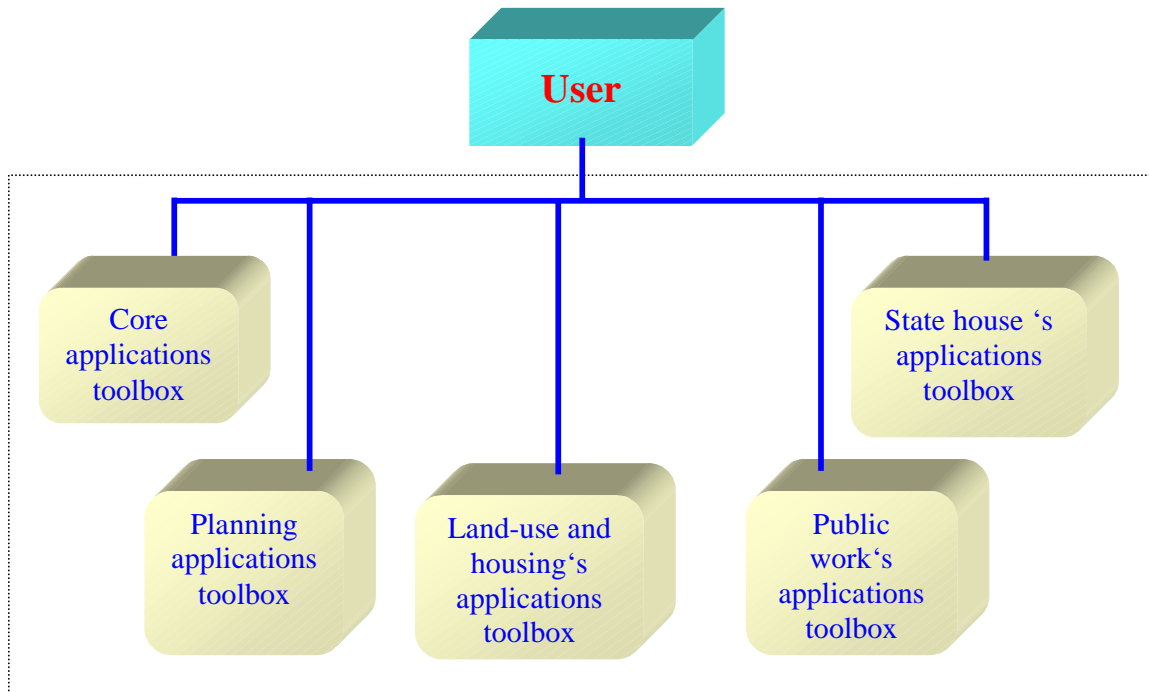 User
Core
applications
toolbox
State house ‘s
applications
toolbox
Planning
applications
toolbox
Land-use and
housing‘s
applications
toolbox
Public
work‘s
applications
toolbox